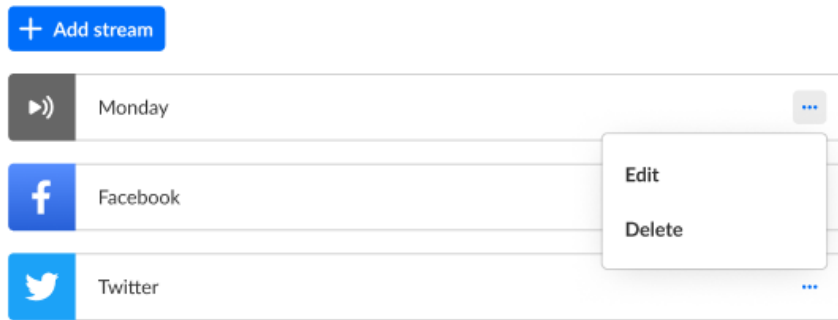 Add stream
Monday
Edit
Facebook
Delete
Twitter